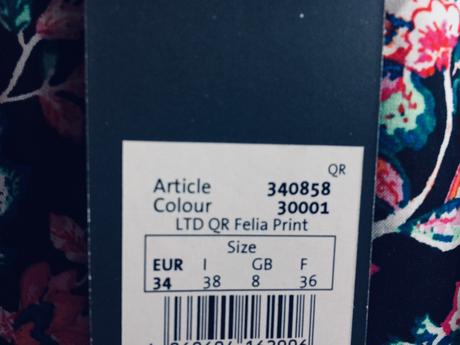 QR
Article 340858
Colour 30001
LTD QR Felia Print
Size
EUR I GB F
34 38 8 36